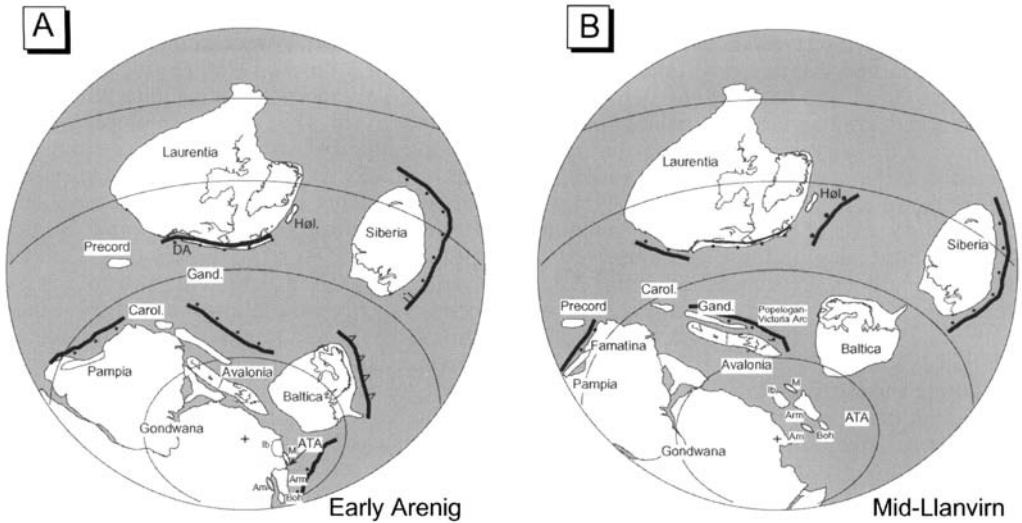 A
Laurentia
Høl.
Siberia
DA
Precord
Gand.
Carol.
Pampia
Avalonia
Baltica
Gondwana
Ib
M
ATA
Am
Arm
Boh
Early Arenig
B
Laurentia
Høl.
Siberia
Carol.
Precord
Gand.
Popelogan-
Victoria Arc
Famatina
Baltica
Avalonia
Pampia
M
Ib
Arm
ATA
Am
Boh
Gondwana
Mid-Llanvirn